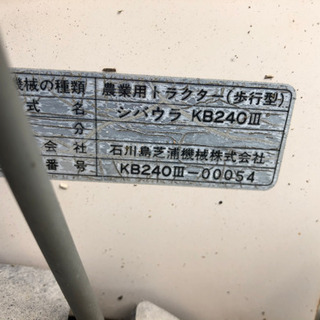 機械の種類 農業用トラクター(歩行型)
式名 シバウラ KB240Ⅲ
分
会社 石川島芝浦機械株式会社
番号 KB240Ⅲ-00054